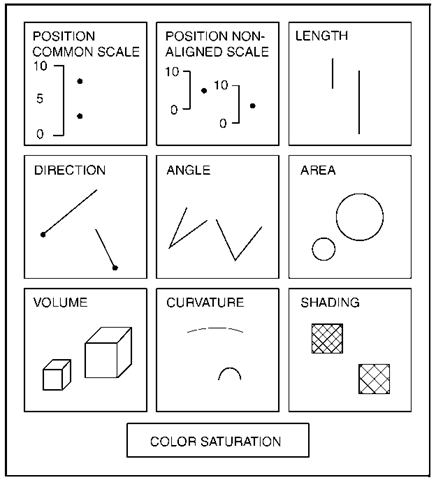 POSITION
COMMON SCALE
10
5
0
POSITION NON-
ALIGNED SCALE
10
0
10
0
LENGTH
DIRECTION
ANGLE
AREA
VOLUME
CURVATURE
SHADING
COLOR SATURATION